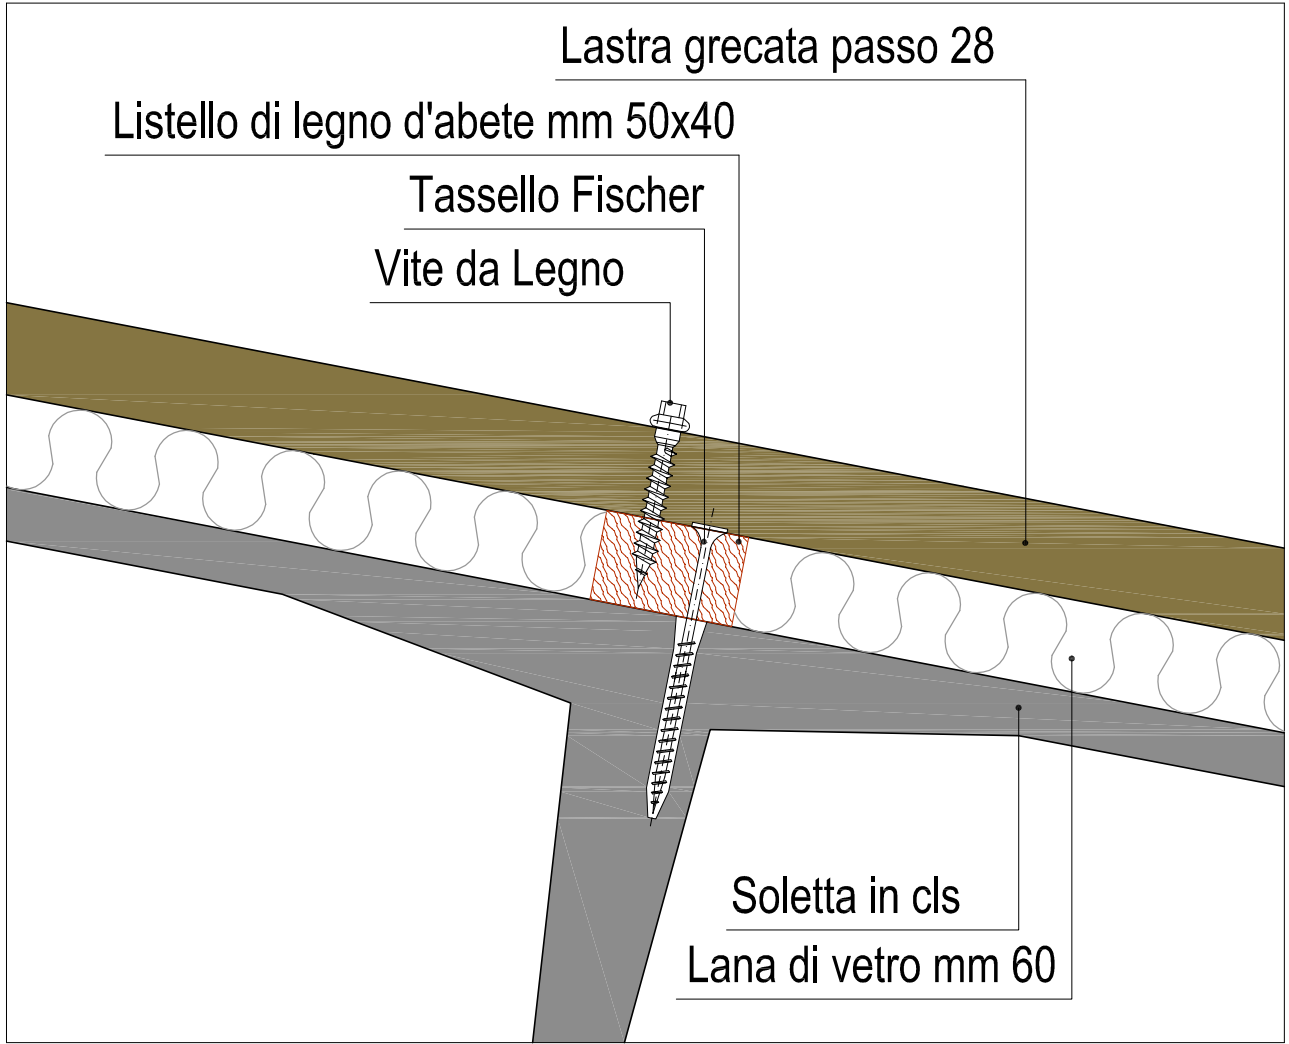 Lastra grecata passo 28
Listello di legno d'abete mm 50x40
Tassello Fischer
Vite da Legno
Soletta in cls
Lana di vetro mm 60